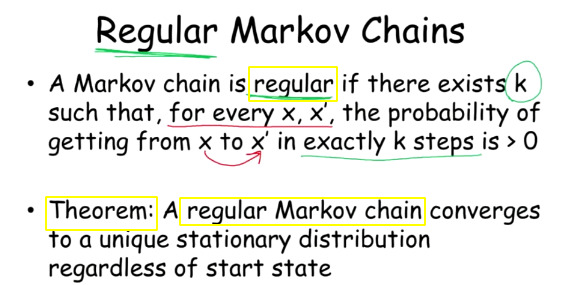 Regular Markov Chains
• A Markov chain is regular if there exists k
such that, for every x, x’, the probability of
getting from x to x’ in exactly k steps is > 0
• Theorem: A regular Markov chain converges
to a unique stationary distribution
regardless of start state